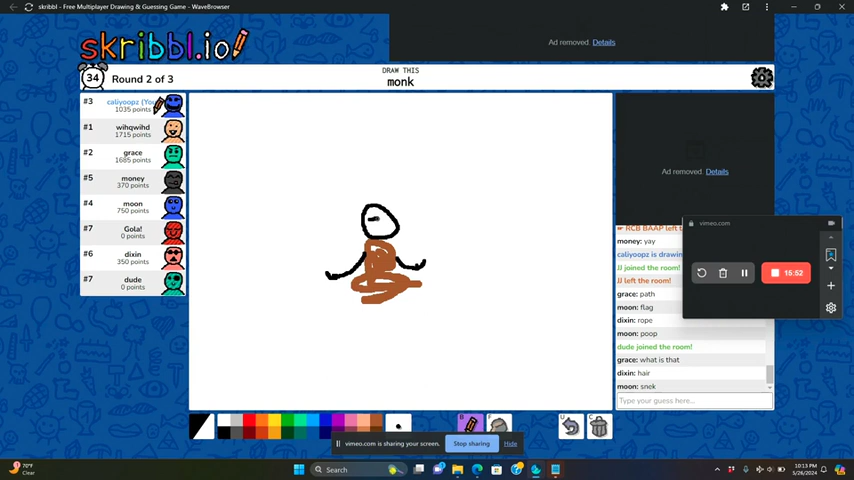 skribbl - Free Multiplayer Drawing & Guessing Game - WaveBrowser
skribbl.io
Ad removed. Details
34
Round 2 of 3
DRAW THIS
monk
#3
caliyoopz (You)
1035 points
#1
wihqwihd
1715 points
#2
grace
1685 points
#5
money
370 points
#4
moon
750 points
#7
Gola!
0 points
#6
dixin
350 points
#7
dude
0 points
Ad removed. Details
RCB BAAP left t
money: yay
caliyoopz is drawin
JJ joined the room!
JJ left the room!
grace: path
moon: flag
dixin: rope
moon: poop
dude joined the room!
grace: what is that
dixin: hair
moon: snek
Type your guess here...
vimeo.com
15:52
B
F
U
C
vimeo.com is sharing your screen.
Stop sharing
Hide
70°F
Clear
Search
10:13 PM
5/26/2024